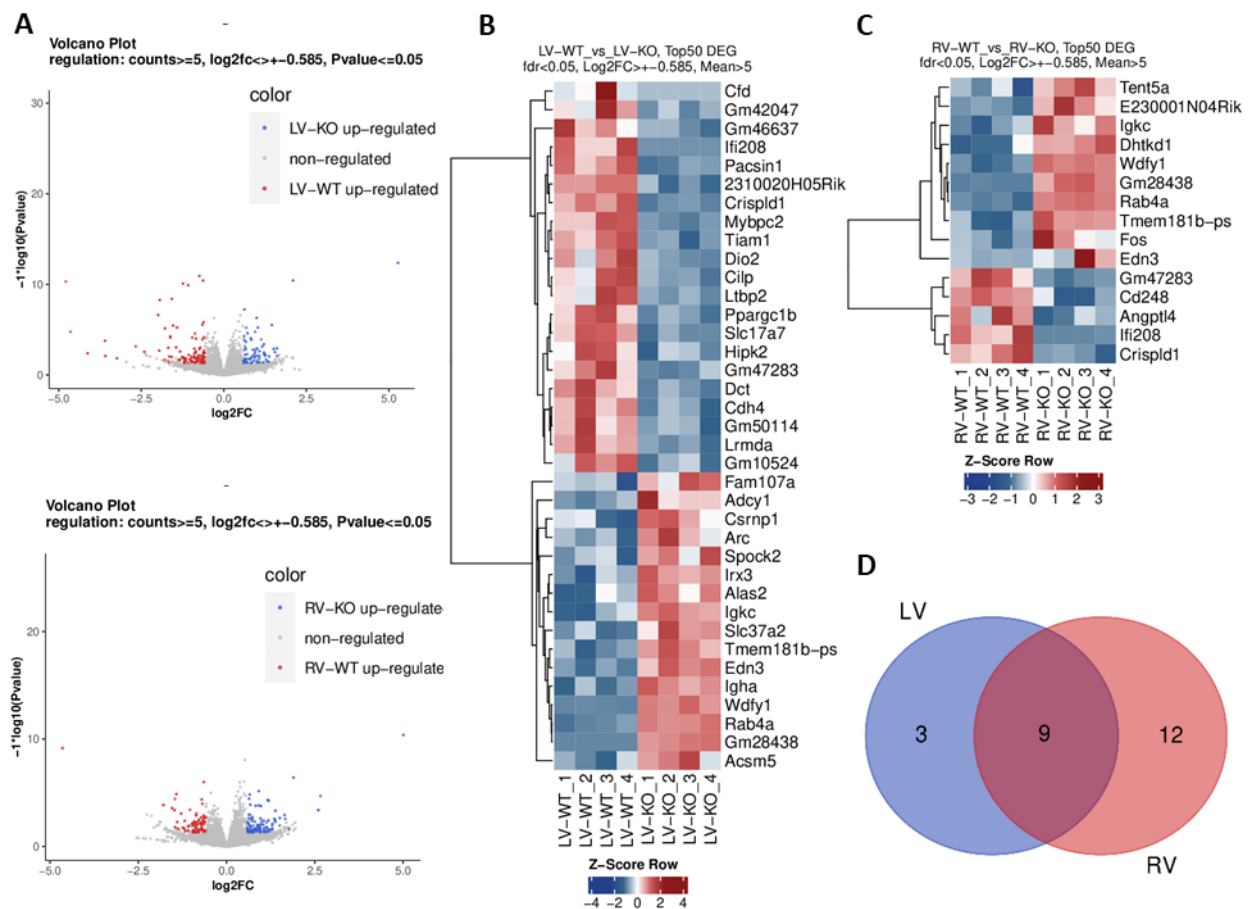 A
Volcano Plot
regulation: counts>=5, log2fc<>+−0.585, Pvalue<=0.05
−1*log10(Pvalue)
30
20
10
0
−5.0
−2.5
0.0
2.5
5.0
log2FC
color
LV−KO up−regulated
non−regulated
LV−WT up−regulated
Volcano Plot
regulation: counts>=5, log2fc<>+−0.585, Pvalue<=0.05
−1*log10(Pvalue)
20
10
0
−5.0
−2.5
0.0
2.5
5.0
log2FC
color
RV−KO up−regulate
non−regulated
RV−WT up−regulate
B
LV−WT_vs_LV−KO, Top50 DEG
fdr<0.05, Log2FC>+−0.585, Mean>5
Cfd
Gm42047
Gm46637
Ifi208
Pacsin1
2310020H05Rik
Crispld1
Mybpc2
Tiam1
Dio2
Cilp
Ltbp2
Ppargc1b
Slc17a7
Hipk2
Gm47283
Dct
Cdh4
Gm50114
Lrmda
Gm10524
Fam107a
Adcy1
Csrnp1
Arc
Spock2
Irx3
Alas2
Igkc
Slc37a2
Tmem181b−ps
Edn3
Igha
Wdfy1
Rab4a
Gm28438
Acsm5
LV−WT_1
LV−WT_2
LV−WT_3
LV−WT_4
LV−KO_1
LV−KO_2
LV−KO_3
LV−KO_4
Z−Score Row
−4 −2 0 2 4
C
RV−WT_vs_RV−KO, Top50 DEG
fdr<0.05, Log2FC>+−0.585, Mean>5
Tent5a
E230001N04Rik
Igkc
Dhtkd1
Wdfy1
Gm28438
Rab4a
Tmem181b−ps
Fos
Edn3
Gm47283
Cd248
Angptl4
Ifi208
Crispld1
RV−WT_1
RV−WT_2
RV−WT_3
RV−WT_4
RV−KO_1
RV−KO_2
RV−KO_3
RV−KO_4
Z−Score Row
−3 −2 −1 0 1 2 3
D
LV
3
9
12
RV